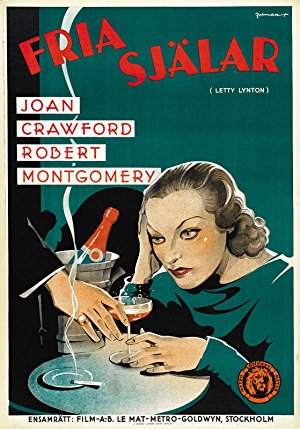 FRIA
SJÄLAR
( LETTY LYNTON )
JOAN
CRAWFORD
ROBERT
MONTGOMERY
ENSAMRÄTT: FILM-A.B. LE MAT-METRO-GOLDWYN, STOCKHOLM